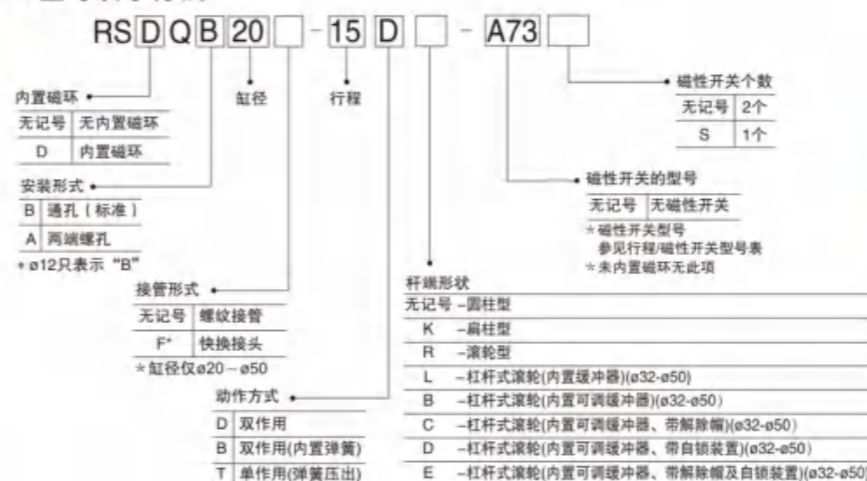 RS D Q B 20 - 15 D - A73
内置磁环
无记号 无内置磁环
D 内置磁环
安装形式
B 通孔(标准)
A 两端螺孔
*ø12只表示“B”
缸径
接管形式
无记号 螺纹接管
F* 快换接头
*缸径仅ø20~ø50
行程
动作方式
D 双作用
B 双作用(内置弹簧)
T 单作用(弹簧压出)
磁性开关个数
无记号 2个
S 1个
磁性开关的型号
无记号 无磁性开关
*磁性开关型号
参见行程/磁性开关型号表
*未内置磁环无此项
杆端形状
无记号 -圆柱型
K -扁柱型
R -滚轮型
L -杠杆式滚轮(内置缓冲器)(ø32-ø50)
B -杠杆式滚轮(内置可调缓冲器)(ø32-ø50)
C -杠杆式滚轮(内置可调缓冲器、带解除帽)(ø32-ø50)
D -杠杆式滚轮(内置可调缓冲器、带自锁装置)(ø32-ø50)
E -杠杆式滚轮(内置可调缓冲器、带解除帽及自锁装置)(ø32-ø50)